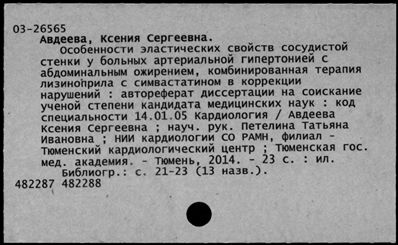 О3-26565
Авдеева, Ксения Сергеевна.
Особенности эластических свойств сосудистой
стенки у больных артериальной гипертонией с
абдоминальным ожирением, комбинированная терапия
лизиноприла с симвастатином в коррекции
нарушений : автореферат диссертации на соискание
ученой степени кандидата медицинских наук : код
специальности 14.01.05 Кардиология / Авдеева
Ксения Сергеевна ; науч. рук. Петелина Татьяна
Ивановна ; НИИ кардиологии СО РАМН, филиал -
Тюменский кардиологический центр ; Тюменская гос.
мед. академия. - Тюмень, 2014. - 23 с. : ил.
Библиогр.: с. 21-23 (13 назв.).
482287 482288